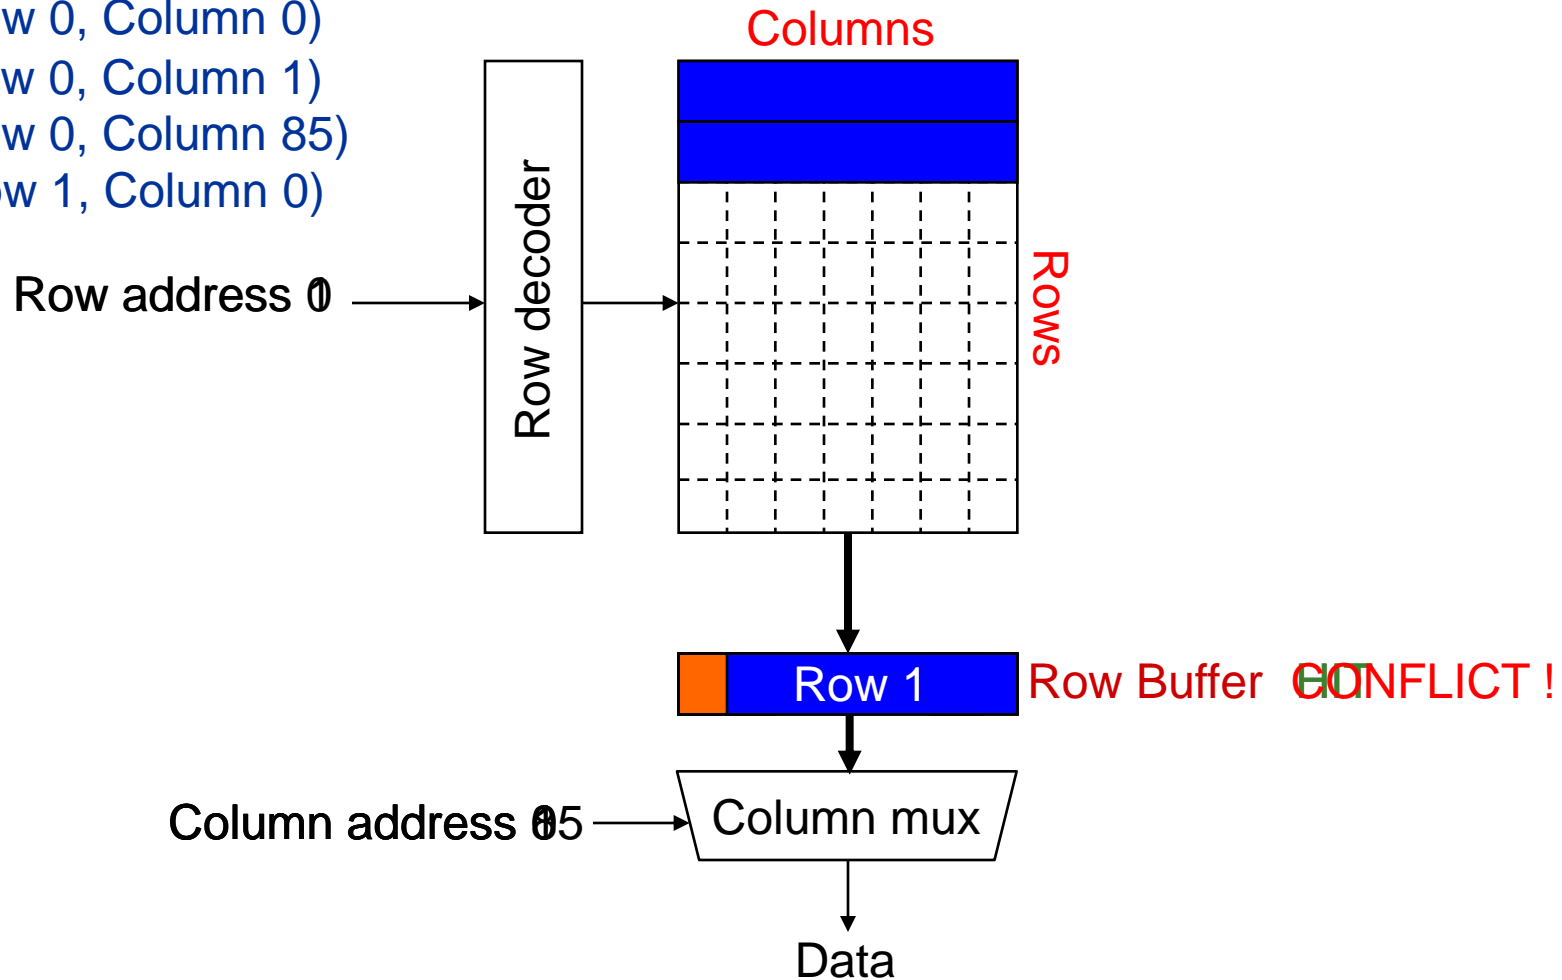 w 0, Column 0)
w 0, Column 1)
w 0, Column 85)
w 1, Column 0)
Columns
Row decoder
Rows
Row address
Row 1
Row Buffer CONFLICT !
Column address
Column mux
Data